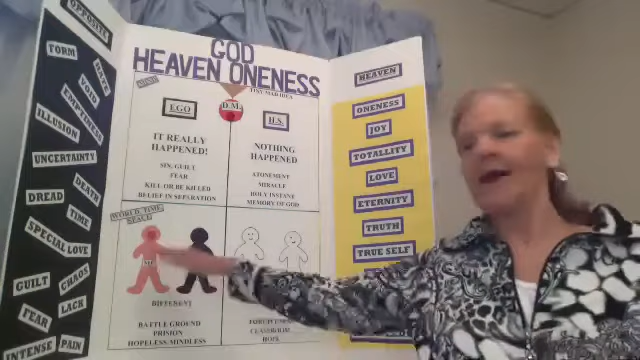 OPPOSITE
FORM
HATE
VOID
EMPTINESS
ILLUSION
UNCERTAINTY
DEATH
DREAD
TIME
SPECIAL LOVE
CHAOS
GUILT
LACK
FEAR
INTENSE PAIN
GOD
HEAVEN ONENESS
TINY MAD IDEA
EGO
D.M.
H.S.
IT REALLY
HAPPENED!
SIN, GUILT
FEAR
KILL OR BE KILLED
BELIEF IN SEPARATION
NOTHING
HAPPENED
ATONEMENT
MIRACLE
HOLY INSTANT
MEMORY OF GOD
WORLD TIME
SPACE
DIFFERENT
BATTLE GROUND
PRISION
HOPELESS/MINDLESS
CLASSROOM
HOPE
HEAVEN
ONENESS
JOY
TOTALLITY
LOVE
ETERNITY
TRUTH
TRUE SELF